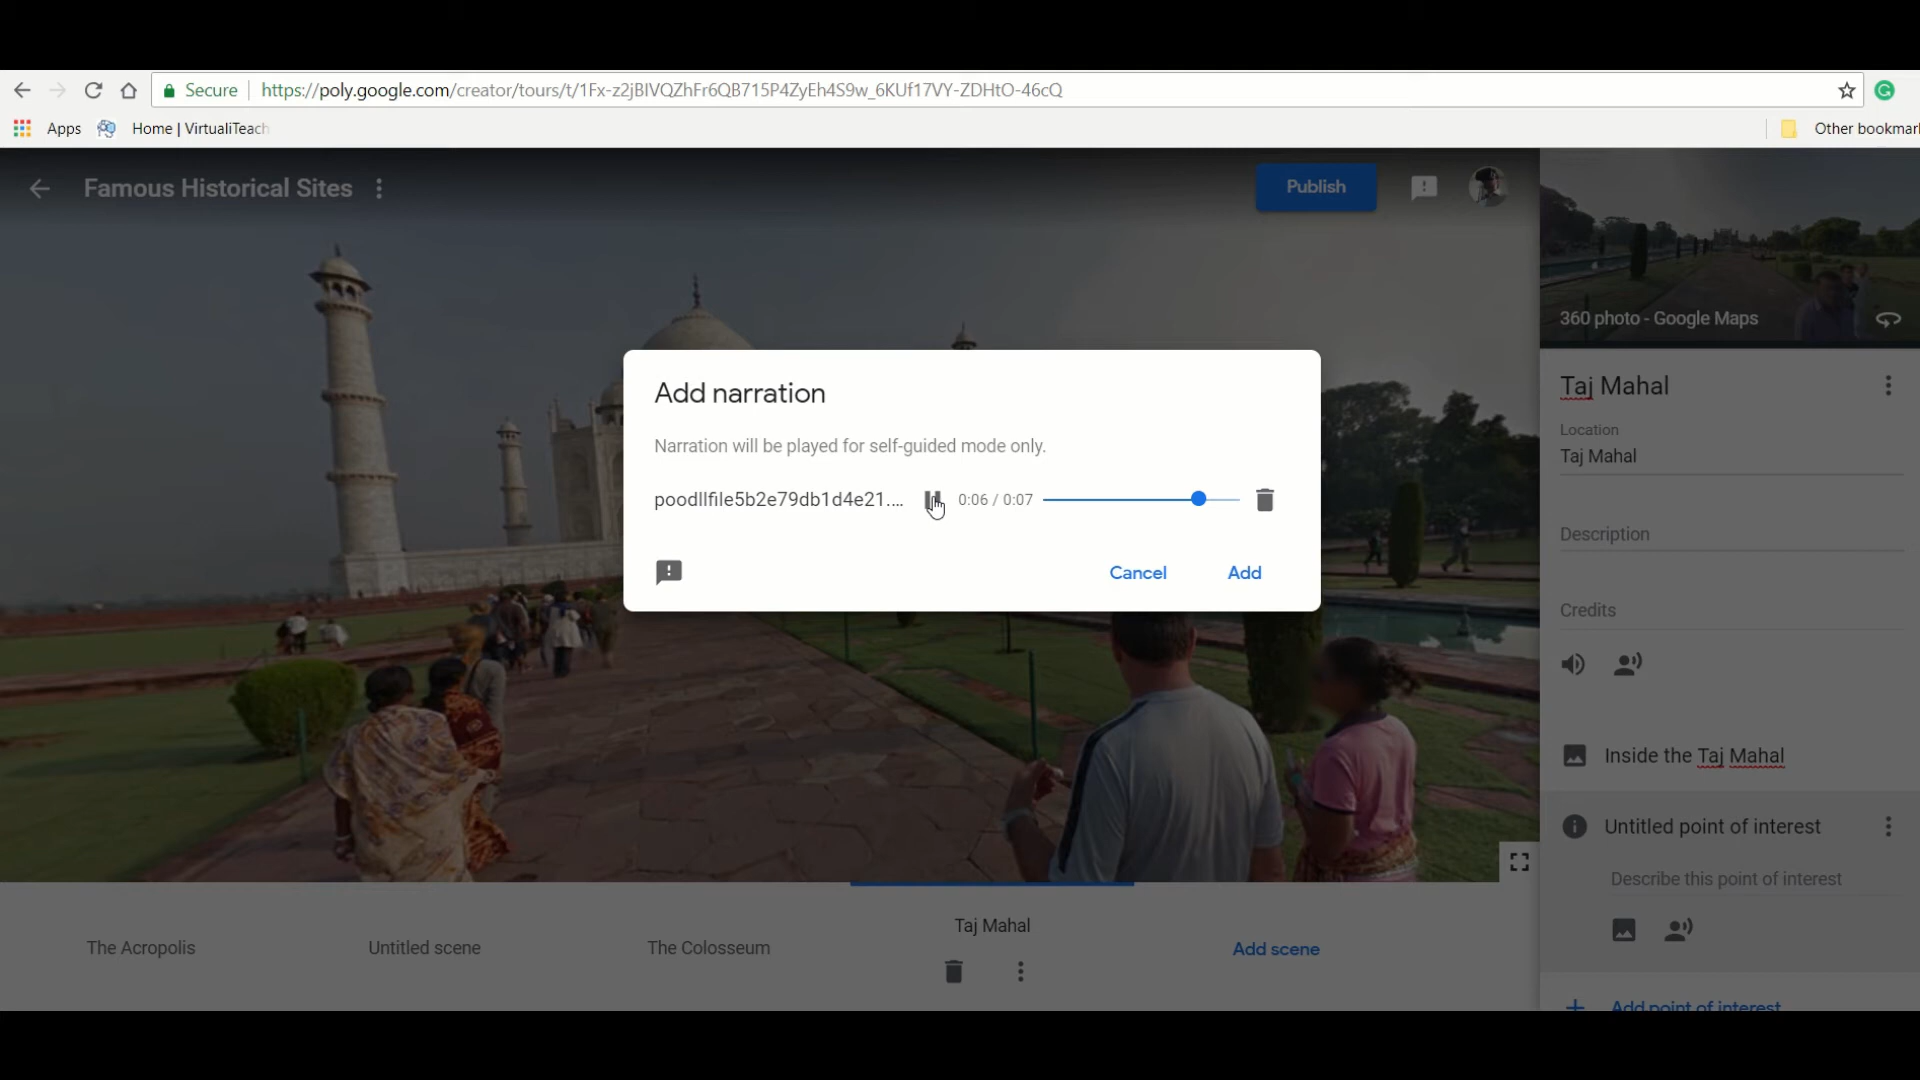 Secure https://poly.google.com/creator/tours/t/1Fx-z2jBIVQZhFr6QB715P4ZyEh4S9w_6KUf17VY-ZDHtO-46cQ
Apps Home | VirtualiTeach Other bookmar
Famous Historical Sites Publish
360 photo - Google Maps
Add narration
Narration will be played for self-guided mode only.
poodllfile5b2e79db1d4e21.... 0:06 / 0:07
Cancel Add
Taj Mahal
Location
Taj Mahal
Description
Credits
Inside the Taj Mahal
Untitled point of interest
Describe this point of interest
Add point of interest
The Acropolis Untitled scene The Colosseum Taj Mahal Add scene